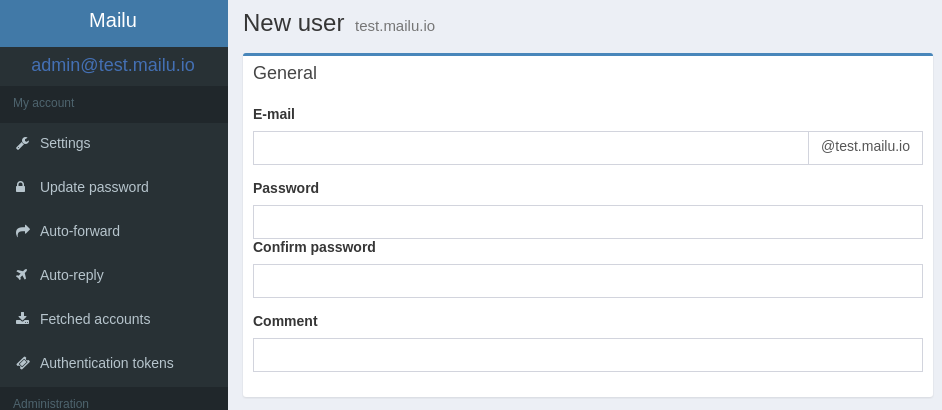 Mailu
admin@test.mailu.io
My account
Settings
Update password
Auto-forward
Auto-reply
Fetched accounts
Authentication tokens
Administration
New user test.mailu.io
General
E-mail
@test.mailu.io
Password
Confirm password
Comment